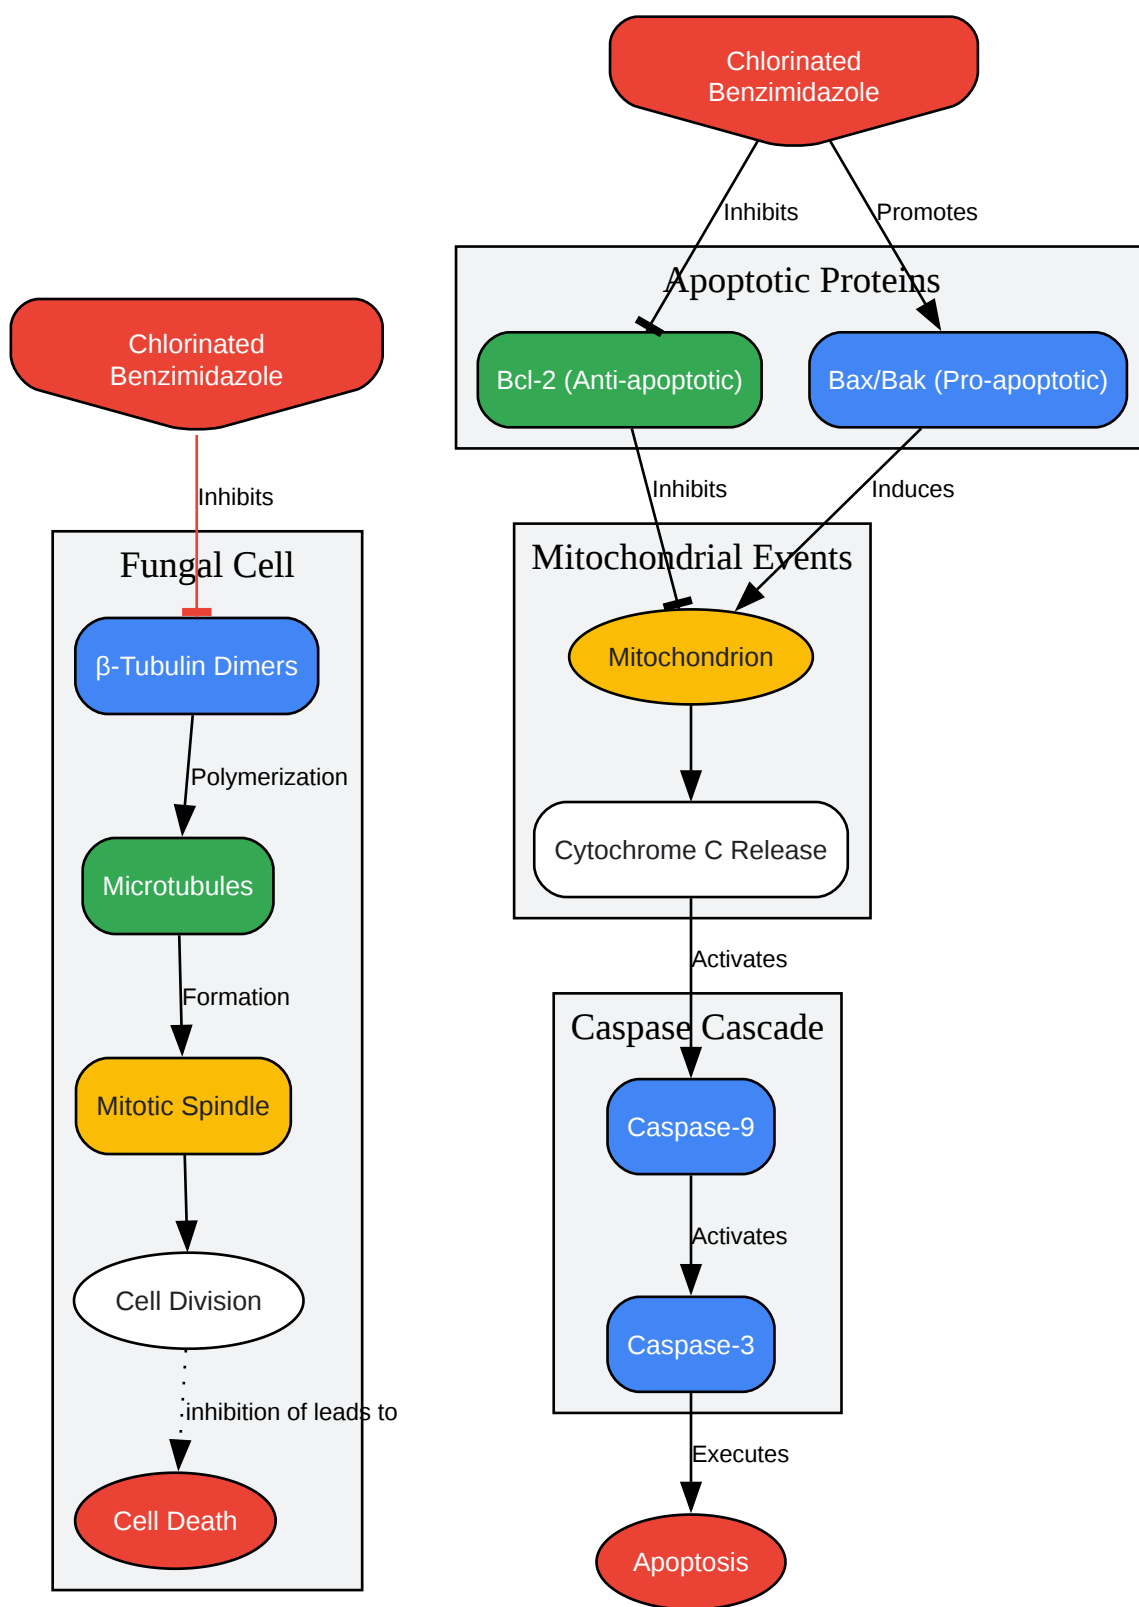 Chlorinated
Benzimidazole
Inhibits
Fungal Cell
β-Tubulin Dimers
Polymerization
Microtubules
Formation
Mitotic Spindle
Cell Division
inhibition of leads to
Cell Death
Chlorinated
Benzimidazole
Inhibits
Promotes
Apoptotic Proteins
Bcl-2 (Anti-apoptotic)
Bax/Bak (Pro-apoptotic)
Inhibits
Induces
Mitochondrial Events
Mitochondrion
Cytochrome C Release
Activates
Caspase Cascade
Caspase-9
Activates
Caspase-3
Executes
Apoptosis